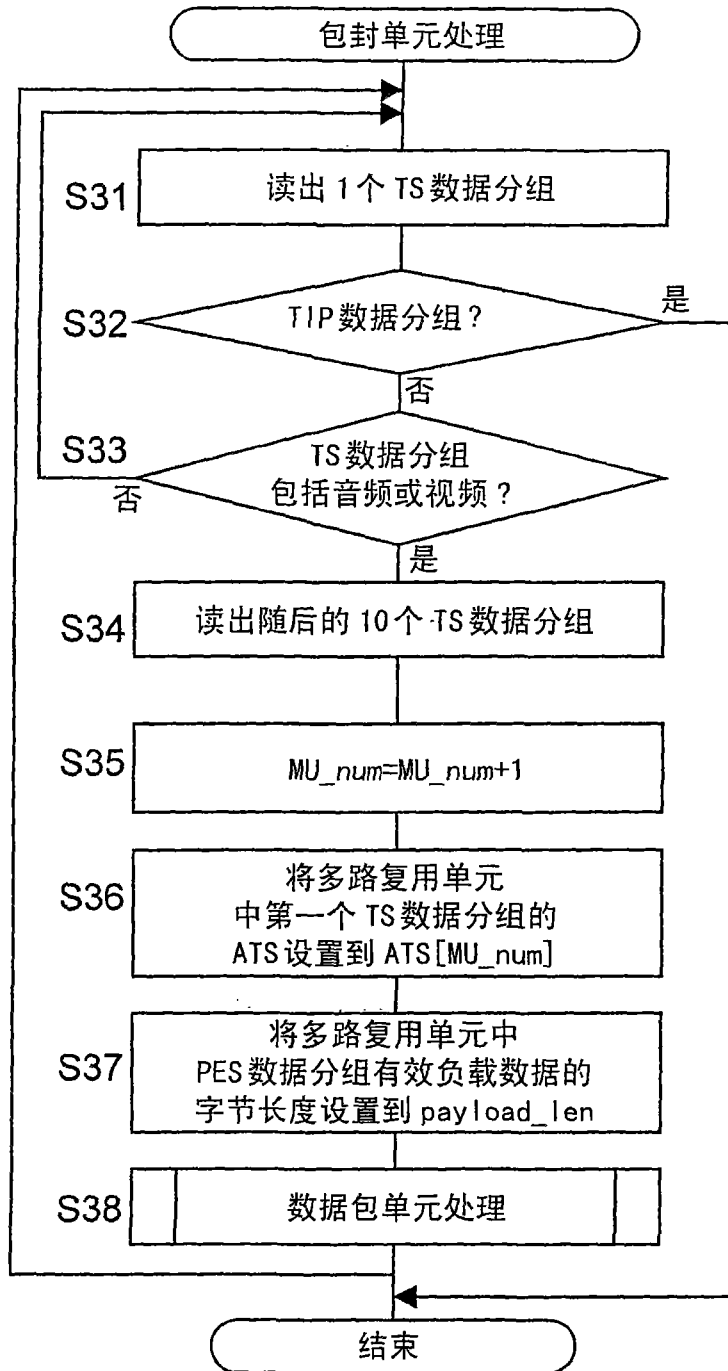 包封单元处理
S31
读出 1 个 TS 数据分组
S32
TIP 数据分组？
是
否
S33
TS 数据分组
包括音频或视频？
否
是
S34
读出随后的 10 个 TS 数据分组
S35
MU_num=MU_num+1
S36
将多路复用单元
中第一个 TS 数据分组的
ATS 设置到 ATS[MU_num]
S37
将多路复用单元中
PES 数据分组有效负载数据的
字节长度设置到 payload_len
S38
数据包单元处理
结束